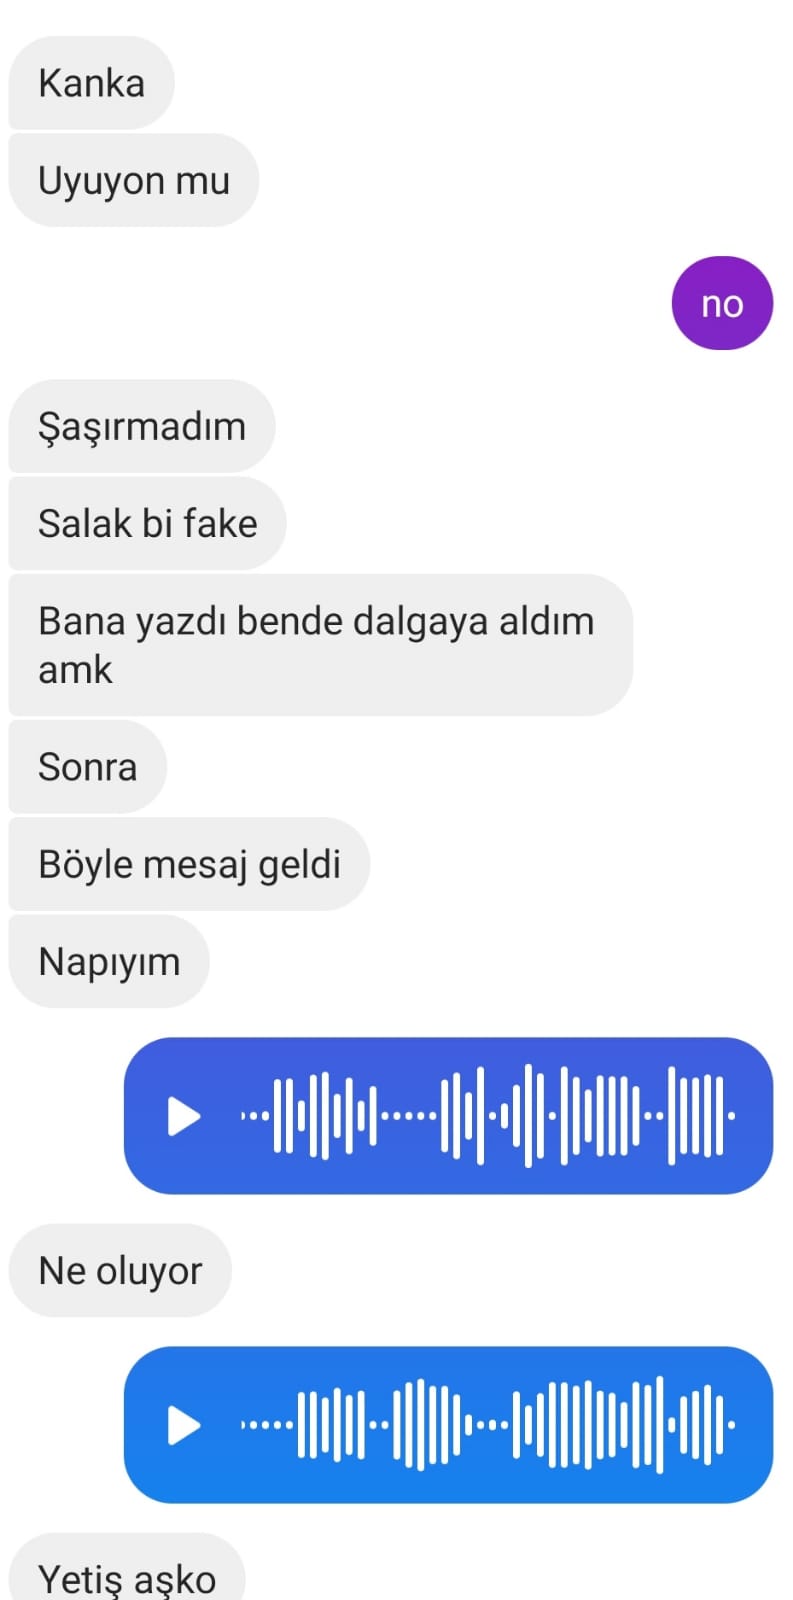 Kanka
Uyuyon mu
no
Şaşırmadım
Salak bi fake
Bana yazdı bende dalgaya aldım
amk
Sonra
Böyle mesaj geldi
Napıyım
Ne oluyor
Yetiş aşko